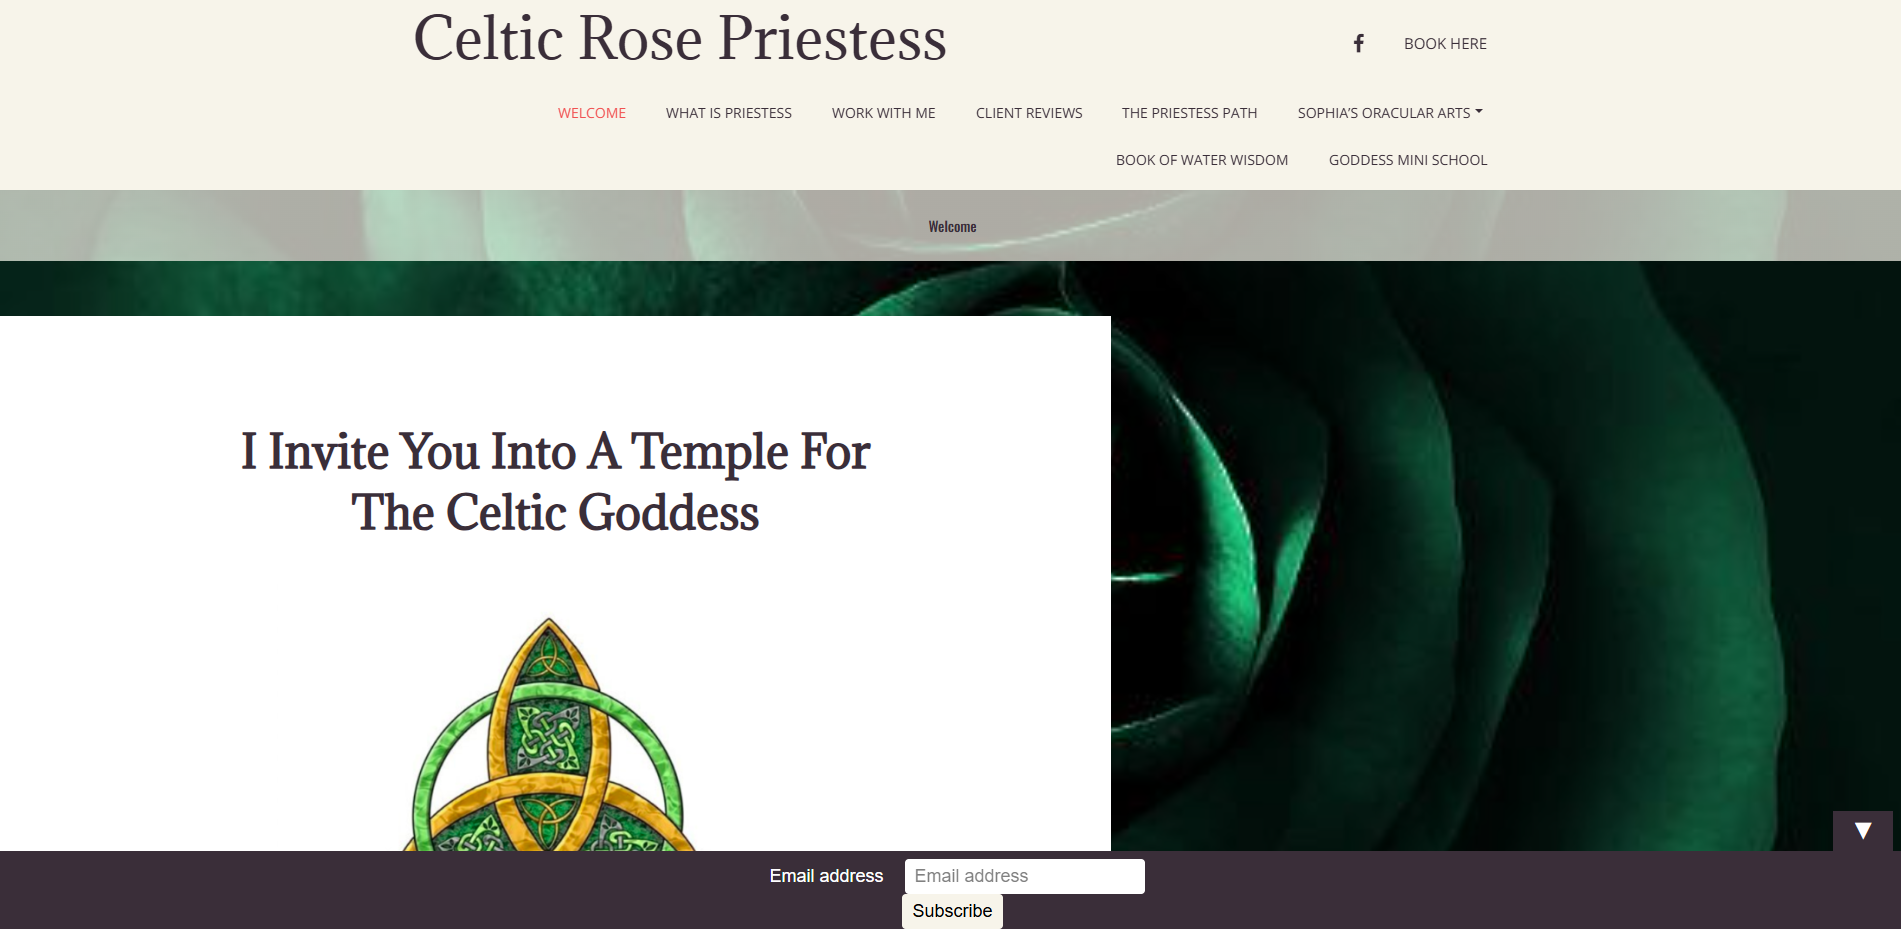 Celtic Rose Priestess
BOOK HERE
WELCOME WHAT IS PRIESTESS WORK WITH ME CLIENT REVIEWS THE PRIESTESS PATH SOPHIA’S ORACULAR ARTS
BOOK OF WATER WISDOM GODDESS MINI SCHOOL
Welcome
I Invite You Into A Temple For
The Celtic Goddess
Email address Email address
Subscribe